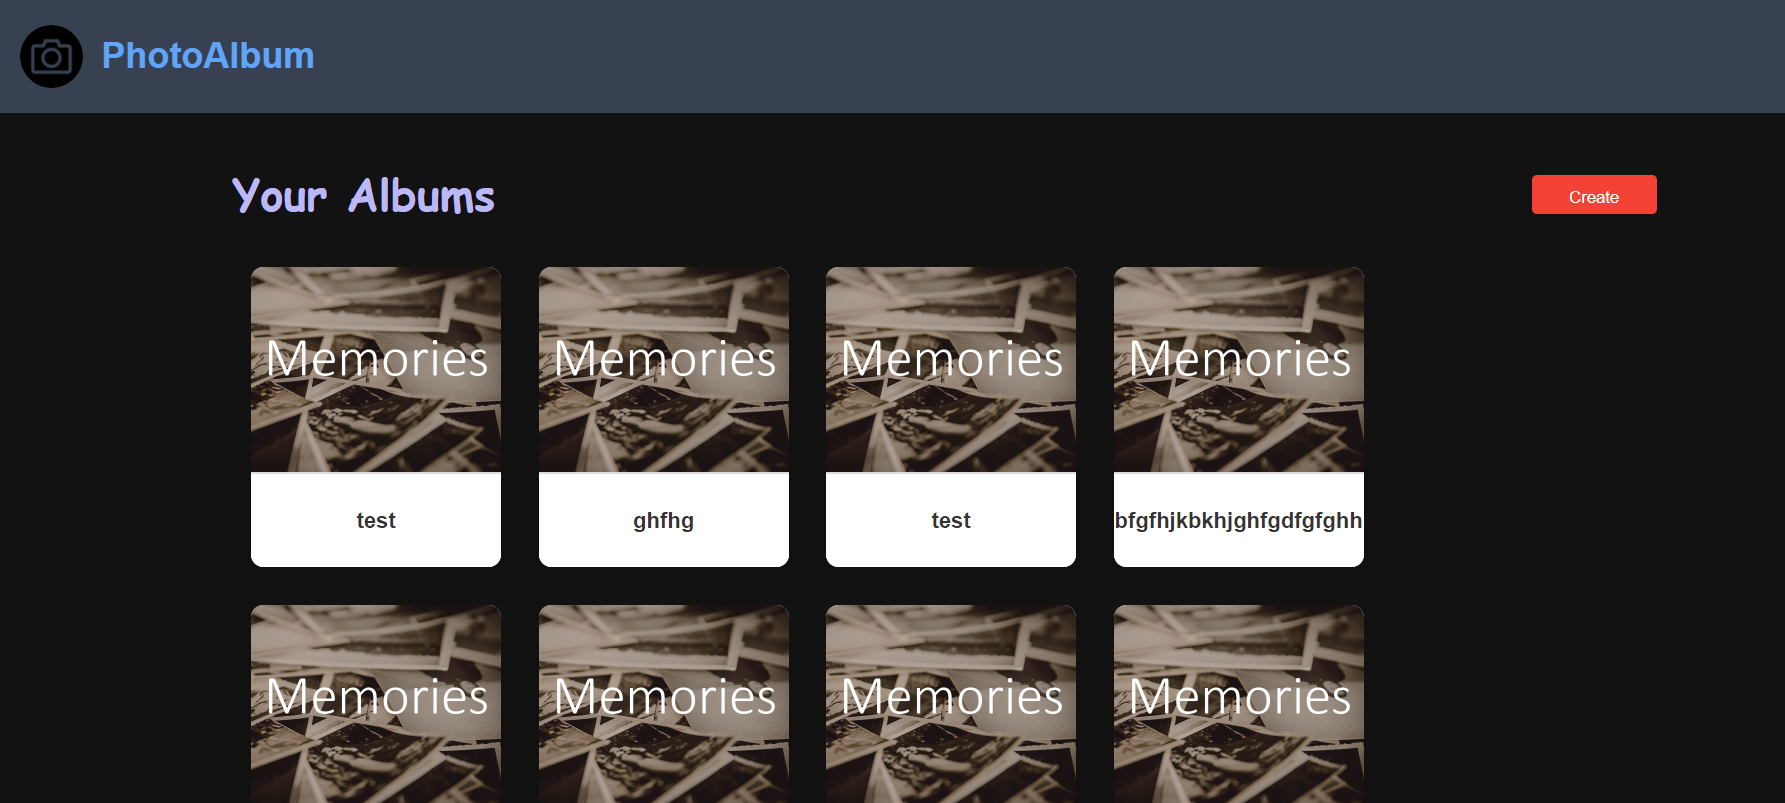 PhotoAlbum
Your Albums
Create
Memories
Memories
Memories
Memories
test
ghfhg
test
bfgfhjkbkhjghfgdfgfghh
Memories
Memories
Memories
Memories